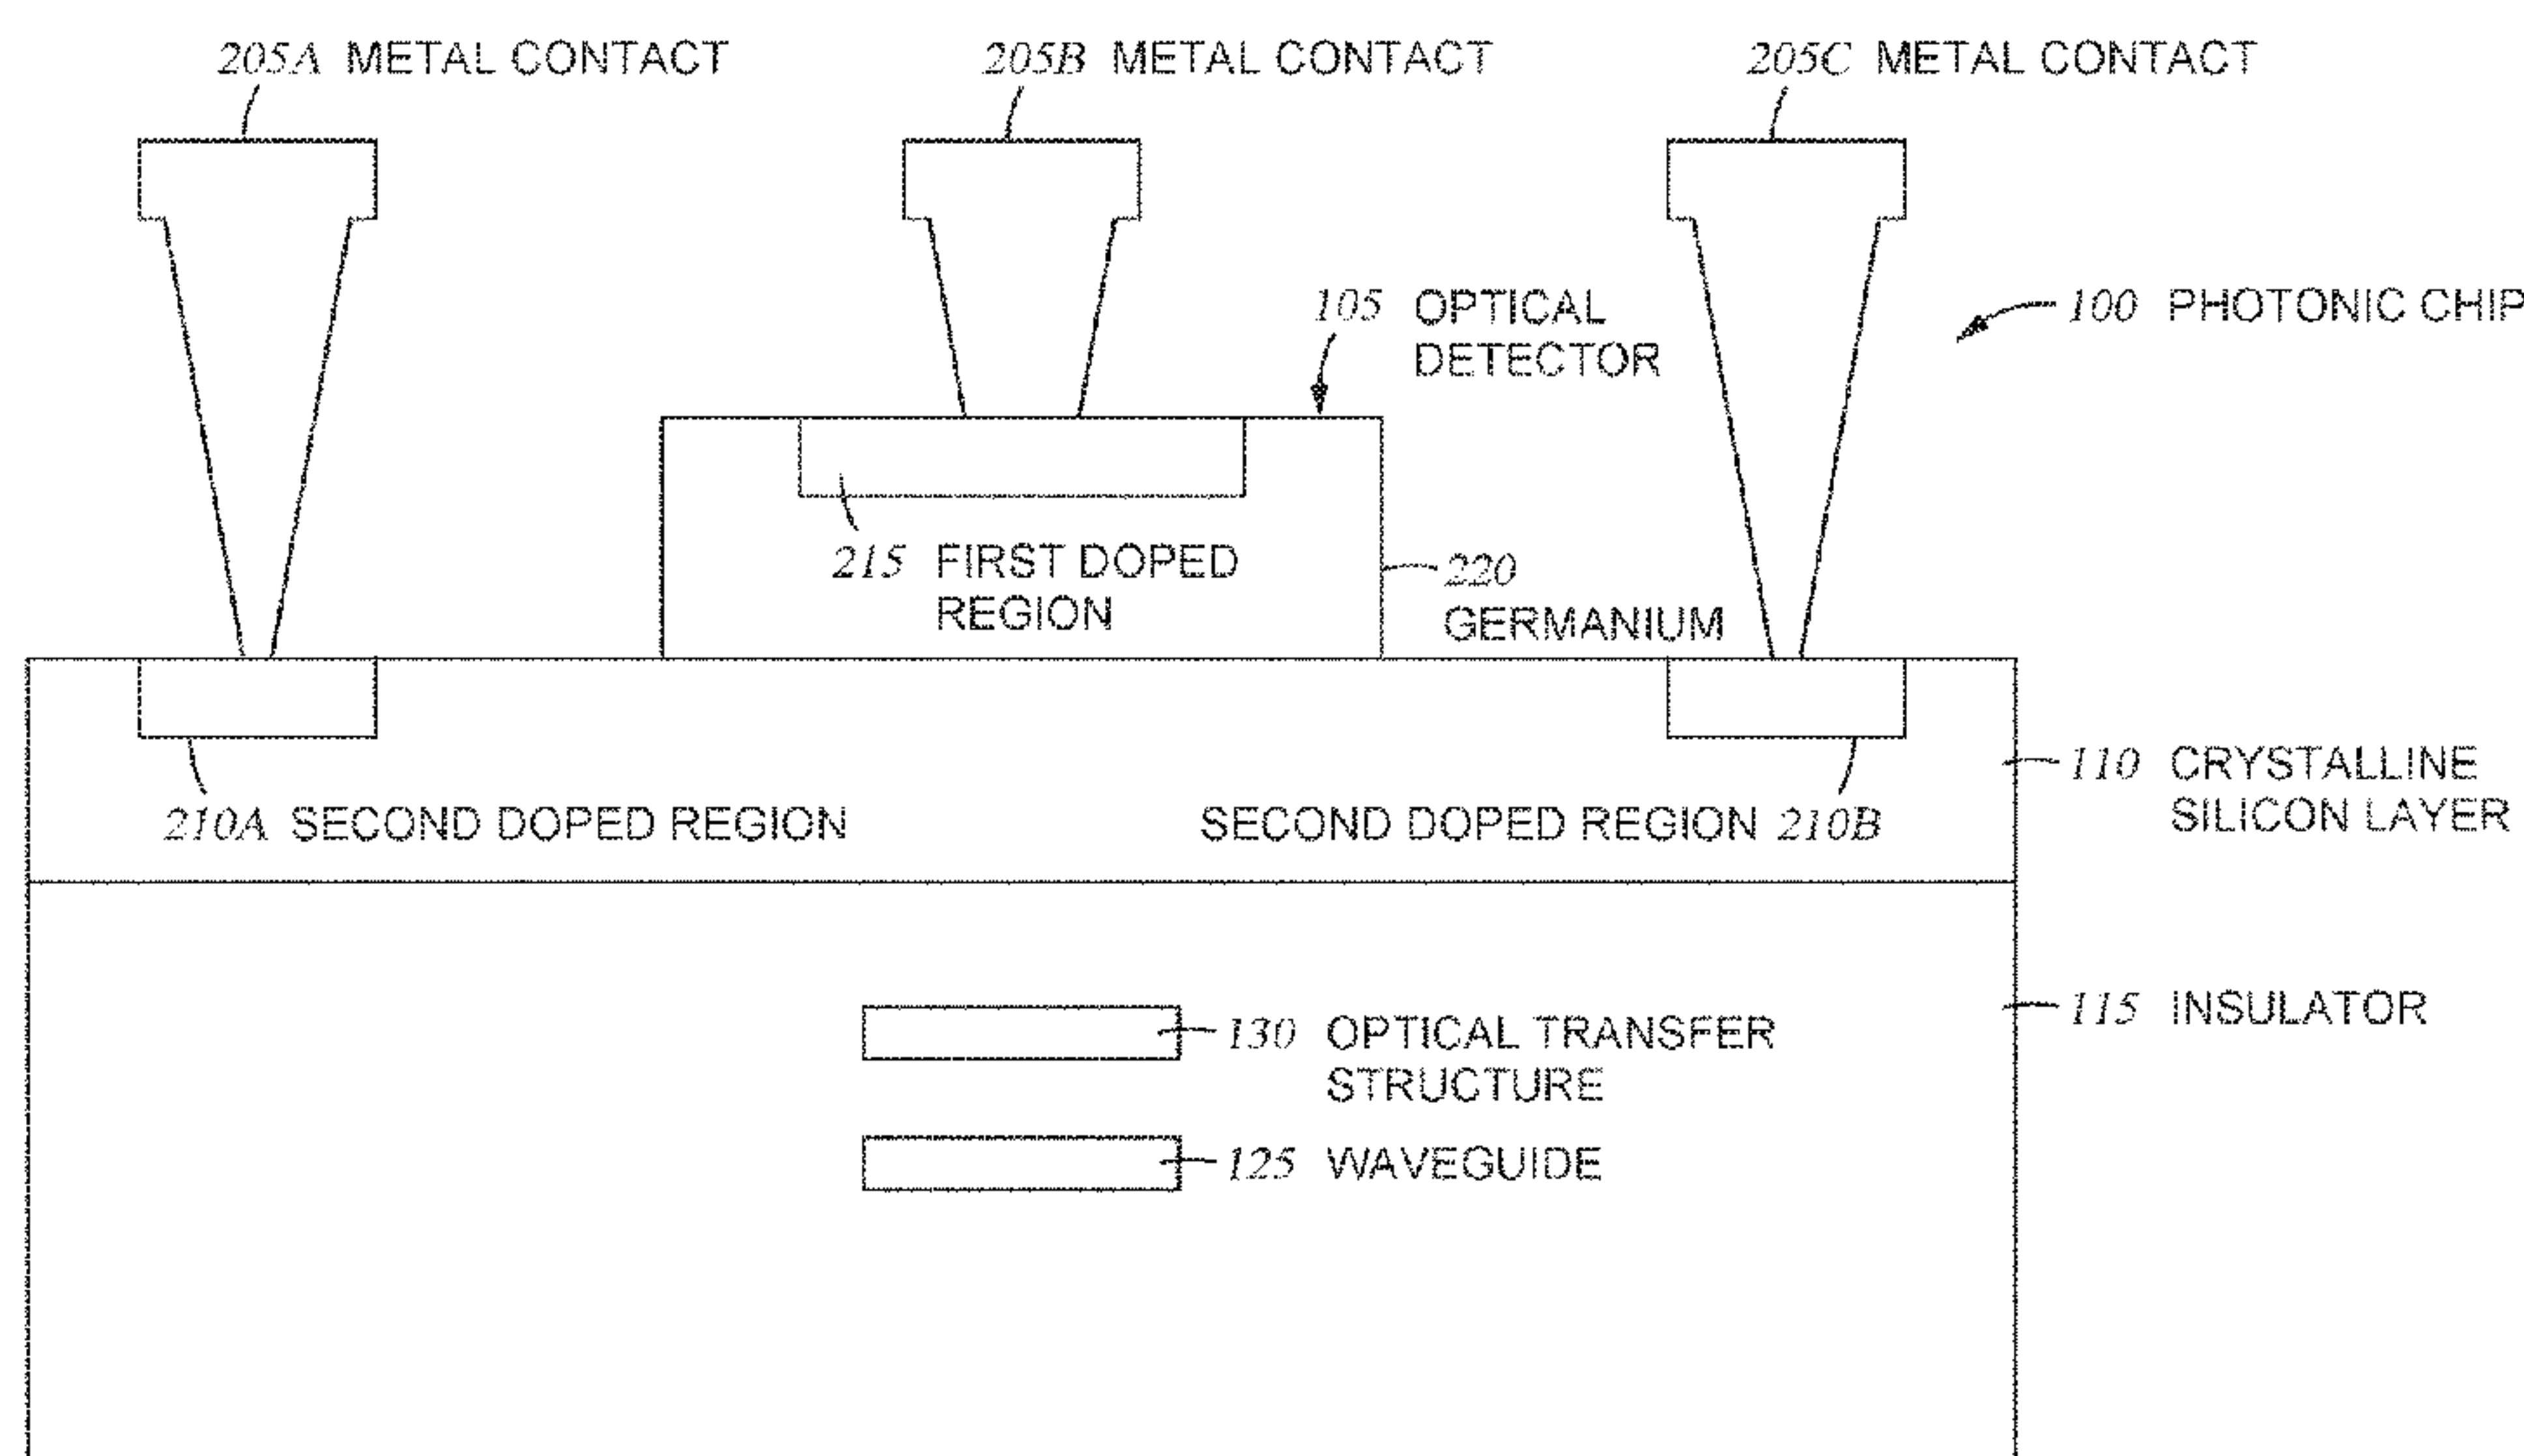 205A METAL CONTACT
205B METAL CONTACT
205C METAL CONTACT
105 OPTICAL
DETECTOR
100 PHOTONIC CHIP
215 FIRST DOPED
REGION
220
GERMANIUM
110 CRYSTALLINE
SILICON LAYER
210A SECOND DOPED REGION
SECOND DOPED REGION 210B
115 INSULATOR
130 OPTICAL TRANSFER
STRUCTURE
125 WAVEGUIDE